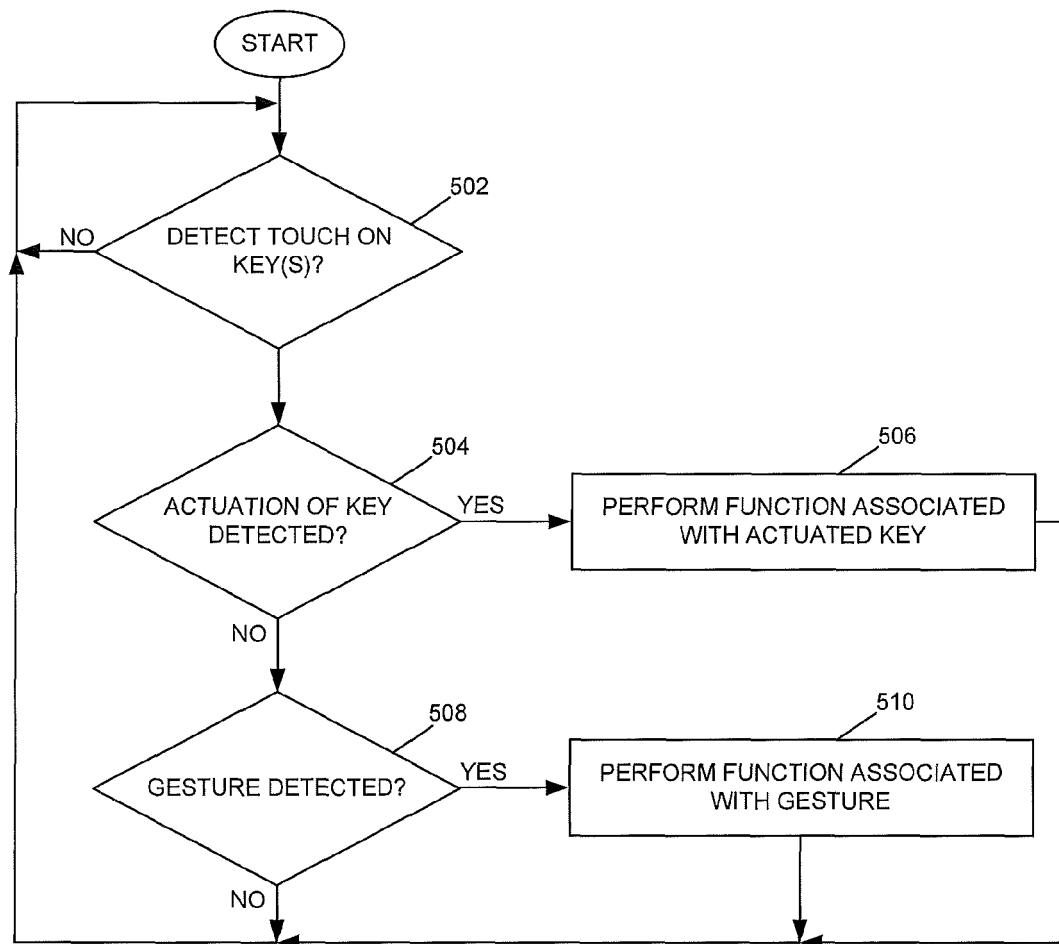 START
502
DETECT TOUCH ON
KEY(S)?
NO
504
ACTUATION OF KEY
DETECTED?
YES
506
PERFORM FUNCTION ASSOCIATED
WITH ACTUATED KEY
NO
508
GESTURE DETECTED?
YES
510
PERFORM FUNCTION ASSOCIATED
WITH GESTURE
NO